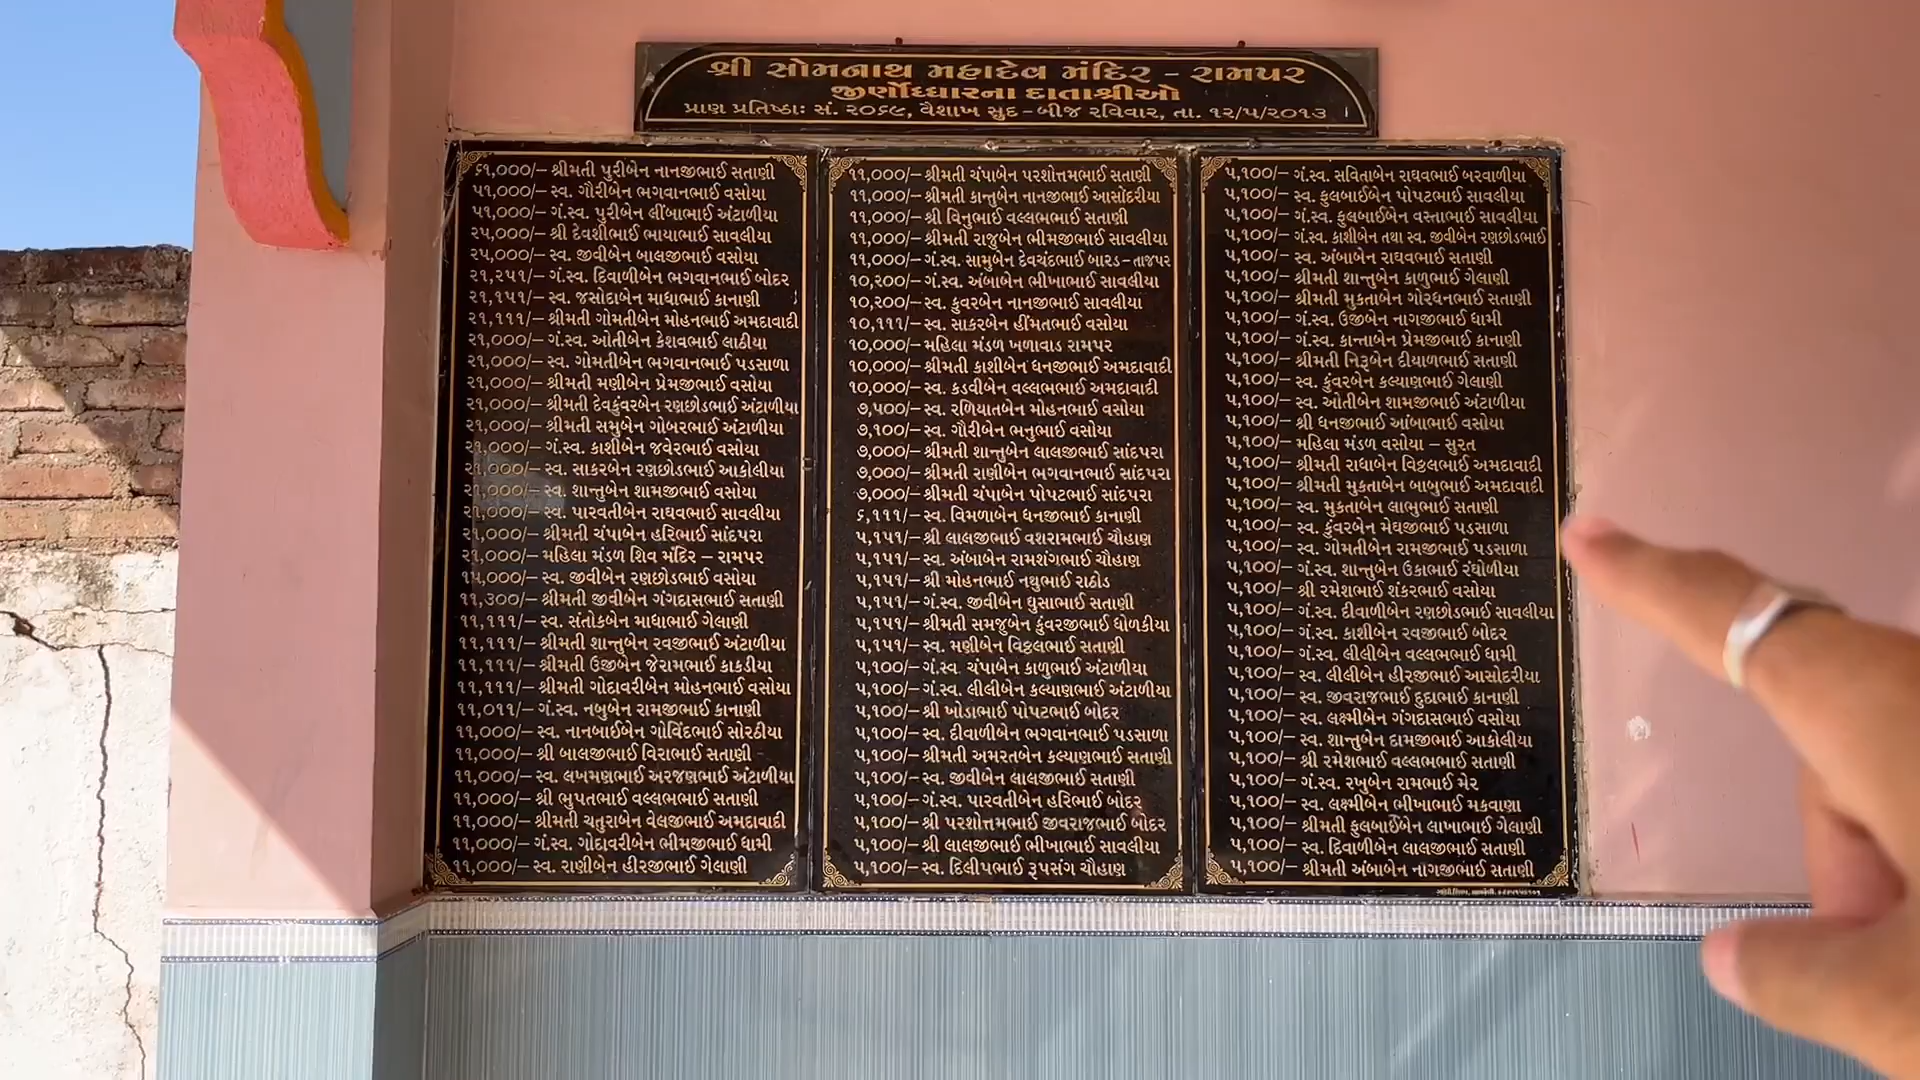 શ્રી સોમનાથ મહાદેવ મંદિર – રામપર
જીર્ણોધ્ધારના દાતાશ્રીઓ
પ્રાણ પ્રતિષ્ઠાઃ સં. ૨૦૬૯, વૈશાખ સુદ – બીજ રવિવાર, તા. ૧૨/૫/૨૦૧૩
૬૧,૦૦૦/– શ્રીમતી પુરીબેન નાનજીભાઈ સતાણી
૫૧,૦૦૦/– સ્વ. ગૌરીબેન ભગવાનભાઈ વસોયા
૫૧,૦૦૦/– ગં.સ્વ. પુરીબેન લીંબાભાઈ અંટાળીયા
૨૫,૦૦૦/– શ્રી દેવશીભાઈ ભાયાભાઈ સાવલીયા
૨૫,૦૦૦/– સ્વ. જીવીબેન બાલજીભાઈ વસોયા
૨૧,૨૫૧/– ગં.સ્વ. દિવાળીબેન ભગવાનભાઈ બોદર
૨૧,૧૫૧/– સ્વ. જસોદાબેન માધાભાઈ કાનાણી
૨૧,૧૧૧/– શ્રીમતી ગોમતીબેન મોહનભાઈ અમદાવાદી
૨૧,૦૦૦/– ગં.સ્વ. ઓતીબેન કેશવભાઈ લાઠીયા
૨૧,૦૦૦/– સ્વ. ગોમતીબેન ભગવાનભાઈ પડસાળા
૨૧,૦૦૦/– શ્રીમતી મણીબેન પ્રેમજીભાઈ વસોયા
૨૧,૦૦૦/– શ્રીમતી દેવકુંવરબેન રણછોડભાઈ અંટાળીયા
૨૧,૦૦૦/– શ્રીમતી સમુબેન ગોબરભાઈ અંટાળીયા
૨૧,૦૦૦/– ગં.સ્વ. કાશીબેન જવેરભાઈ વસોયા
૨૧,૦૦૦/– સ્વ. સાકરબેન રણછોડભાઈ આકોલીયા
૨૧,૦૦૦/– સ્વ. શાન્તુબેન શામજીભાઈ વસોયા
૨૧,૦૦૦/– સ્વ. પારવતીબેન રાઘવભાઈ સાવલીયા
૨૧,૦૦૦/– શ્રીમતી ચંપાબેન હરિભાઈ સાંદપરા
૨૧,૦૦૦/– મહિલા મંડળ શિવ મંદિર – રામપર
૧૫,૦૦૦/– સ્વ. જીવીબેન રણછોડભાઈ વસોયા
૧૧,૩૦૦/– શ્રીમતી જીવીબેન ગંગદાસભાઈ સતાણી
૧૧,૧૧૧/– સ્વ. સંતોકબેન માધાભાઈ ગેલાણી
૧૧,૧૧૧/– શ્રીમતી શાન્તુબેન રવજીભાઈ અંટાળીયા
૧૧,૧૧૧/– શ્રીમતી ઉજીબેન જેરામભાઈ કાકડીયા
૧૧,૧૧૧/– શ્રીમતી ગોદાવરીબેન મોહનભાઈ વસોયા
૧૧,૦૧૧/– ગં.સ્વ. નબુબેન રામજીભાઈ કાનાણી
૧૧,૦૦૦/– સ્વ. નાનબાઈબેન ગોવિંદભાઈ સોરઠીયા
૧૧,૦૦૦/– શ્રી બાલજીભાઈ વિરાભાઈ સતાણી
૧૧,૦૦૦/– સ્વ. લખમણભાઈ અરજણભાઈ અંટાળીયા
૧૧,૦૦૦/– શ્રી ભુપતભાઈ વલ્લભભાઈ સતાણી
૧૧,૦૦૦/– શ્રીમતી ચતુરાબેન વેલજીભાઈ અમદાવાદી
૧૧,૦૦૦/– ગં.સ્વ. ગોદાવરીબેન ભીમજીભાઈ ધામી
૧૧,૦૦૦/– સ્વ. રાણીબેન હીરજીભાઈ ગેલાણી
૧૧,૦૦૦/– શ્રીમતી ચંપાબેન પરશોત્તમભાઈ સતાણી
૧૧,૦૦૦/– શ્રીમતી કાન્તુબેન નાનજીભાઈ આસોદરીયા
૧૧,૦૦૦/– શ્રી વિનુભાઈ વલ્લભભાઈ સતાણી
૧૧,૦૦૦/– શ્રીમતી રાજુબેન ભીમજીભાઈ સાવલીયા
૧૧,૦૦૦/– ગં.સ્વ. સામુબેન દેવચંદભાઈ બારડ – તાજપર
૧૦,૨૦૦/– ગં.સ્વ. અંબાબેન ભીખાભાઈ સાવલીયા
૧૦,૨૦૦/– સ્વ. કુવરબેન નાનજીભાઈ સાવલીયા
૧૦,૧૧૧/– સ્વ. સાકરબેન હીંમતભાઈ વસોયા
૧૦,૦૦૦/– મહિલા મંડળ ખળાવાડ રામપર
૧૦,૦૦૦/– શ્રીમતી કાશીબેન ધનજીભાઈ અમદાવાદી
૧૦,૦૦૦/– સ્વ. કડવીબેન વલ્લભભાઈ અમદાવાદી
૭,૫૦૦/– સ્વ. રળિયાતબેન મોહનભાઈ વસોયા
૭,૧૦૦/– સ્વ. ગૌરીબેન ભનુભાઈ વસોયા
૭,૦૦૦/– શ્રીમતી શાન્તુબેન લાલજીભાઈ સાંદપરા
૭,૦૦૦/– શ્રીમતી રાણીબેન ભગવાનભાઈ સાંદપરા
૭,૦૦૦/– શ્રીમતી ચંપાબેન પોપટભાઈ સાંદપરા
૬,૧૧૧/– સ્વ. વિમળાબેન ધનજીભાઈ કાનાણી
૫,૧૫૧/– શ્રી લાલજીભાઈ વશરામભાઈ ચૌહાણ
૫,૧૫૧/– સ્વ. અંબાબેન રામશંગભાઈ ચૌહાણ
૫,૧૫૧/– શ્રી મોહનભાઈ નથુભાઈ રાઠોડ
૫,૧૫૧/– ગં.સ્વ. જીવીબેન ઘુસાભાઈ સતાણી
૫,૧૫૧/– શ્રીમતી સમજુબેન કુંવરજીભાઈ ધોળકીયા
૫,૧૫૧/– સ્વ. મણીબેન વિઠ્ઠલભાઈ સતાણી
૫,૧૦૦/– ગં.સ્વ. ચંપાબેન કાળુભાઈ અંટાળીયા
૫,૧૦૦/– ગં.સ્વ. લીલીબેન કલ્યાણભાઈ અંટાળીયા
૫,૧૦૦/– શ્રી ખોડાભાઈ પોપટભાઈ બોદર
૫,૧૦૦/– સ્વ. દીવાળીબેન ભગવાનભાઈ પડસાળા
૫,૧૦૦/– શ્રીમતી અમરતબેન કલ્યાણભાઈ સતાણી
૫,૧૦૦/– સ્વ. જીવીબેન લાલજીભાઈ સતાણી
૫,૧૦૦/– ગં.સ્વ. પારવતીબેન હરિભાઈ બોદર
૫,૧૦૦/– શ્રી પરશોત્તમભાઈ જીવરાજભાઈ બોદર
૫,૧૦૦/– શ્રી લાલજીભાઈ ભીખાભાઈ સાવલીયા
૫,૧૦૦/– સ્વ. દિલીપભાઈ રૂપસંગ ચૌહાણ
૫,૧૦૦/– ગં.સ્વ. સવિતાબેન રાઘવભાઈ બરવાળીયા
૫,૧૦૦/– સ્વ. ફુલબાઈબેન પોપટભાઈ સાવલીયા
૫,૧૦૦/– ગં.સ્વ. ફુલબાઈબેન વસ્તાભાઈ સાવલીયા
૫,૧૦૦/– ગં.સ્વ. કાશીબેન તથા સ્વ. જીવીબેન રણછોડભાઈ
૫,૧૦૦/– સ્વ. અંબાબેન રાઘવભાઈ સતાણી
૫,૧૦૦/– શ્રીમતી શાન્તુબેન કાળુભાઈ ગેલાણી
૫,૧૦૦/– શ્રીમતી મુકતાબેન ગોરધનભાઈ સતાણી
૫,૧૦૦/– ગં.સ્વ. ઉજીબેન નાગજીભાઈ ધામી
૫,૧૦૦/– ગં.સ્વ. કાન્તાબેન પ્રેમજીભાઈ કાનાણી
૫,૧૦૦/– શ્રીમતી નિરૂબેન દીયાળભાઈ સતાણી
૫,૧૦૦/– સ્વ. કુંવરબેન કલ્યાણભાઈ ગેલાણી
૫,૧૦૦/– સ્વ. ઓતીબેન શામજીભાઈ અંટાળીયા
૫,૧૦૦/– શ્રી ધનજીભાઈ આંબાભાઈ વસોયા
૫,૧૦૦/– મહિલા મંડળ વસોયા – સુરત
૫,૧૦૦/– શ્રીમતી રાધાબેન વિઠ્ઠલભાઈ અમદાવાદી
૫,૧૦૦/– શ્રીમતી મુકતાબેન બાબુભાઈ અમદાવાદી
૫,૧૦૦/– સ્વ. મુકતાબેન લાભુભાઈ સતાણી
૫,૧૦૦/– સ્વ. કુંવરબેન મેઘજીભાઈ પડસાળા
૫,૧૦૦/– સ્વ. ગોમતીબેન રામજીભાઈ પડસાળા
૫,૧૦૦/– ગં.સ્વ. શાન્તુબેન ઉકાભાઈ રંઘોળીયા
૫,૧૦૦/– શ્રી રમેશભાઈ શંકરભાઈ વસોયા
૫,૧૦૦/– ગં.સ્વ. દીવાળીબેન રણછોડભાઈ સાવલીયા
૫,૧૦૦/– ગં.સ્વ. કાશીબેન રવજીભાઈ બોદર
૫,૧૦૦/– ગં.સ્વ. લીલીબેન વલ્લભભાઈ ધામી
૫,૧૦૦/– સ્વ. લીલીબેન હીરજીભાઈ આસોદરીયા
૫,૧૦૦/– સ્વ. જીવરાજભાઈ દુદાભાઈ કાનાણી
૫,૧૦૦/– સ્વ. લક્ષ્મીબેન ગંગદાસભાઈ વસોયા
૫,૧૦૦/– સ્વ. શાન્તુબેન દામજીભાઈ આકોલીયા
૫,૧૦૦/– શ્રી રમેશભાઈ વલ્લભભાઈ સતાણી
૫,૧૦૦/– ગં.સ્વ. રખુબેન રામભાઈ મેર
૫,૧૦૦/– સ્વ. લક્ષ્મીબેન ભીખાભાઈ મકવાણા
૫,૧૦૦/– શ્રીમતી ફુલબાઈબેન લાખાભાઈ ગેલાણી
૫,૧૦૦/– સ્વ. દિવાળીબેન લાલજીભાઈ સતાણી
૫,૧૦૦/– શ્રીમતી અંબાબેન નાગજીભાઈ સતાણી